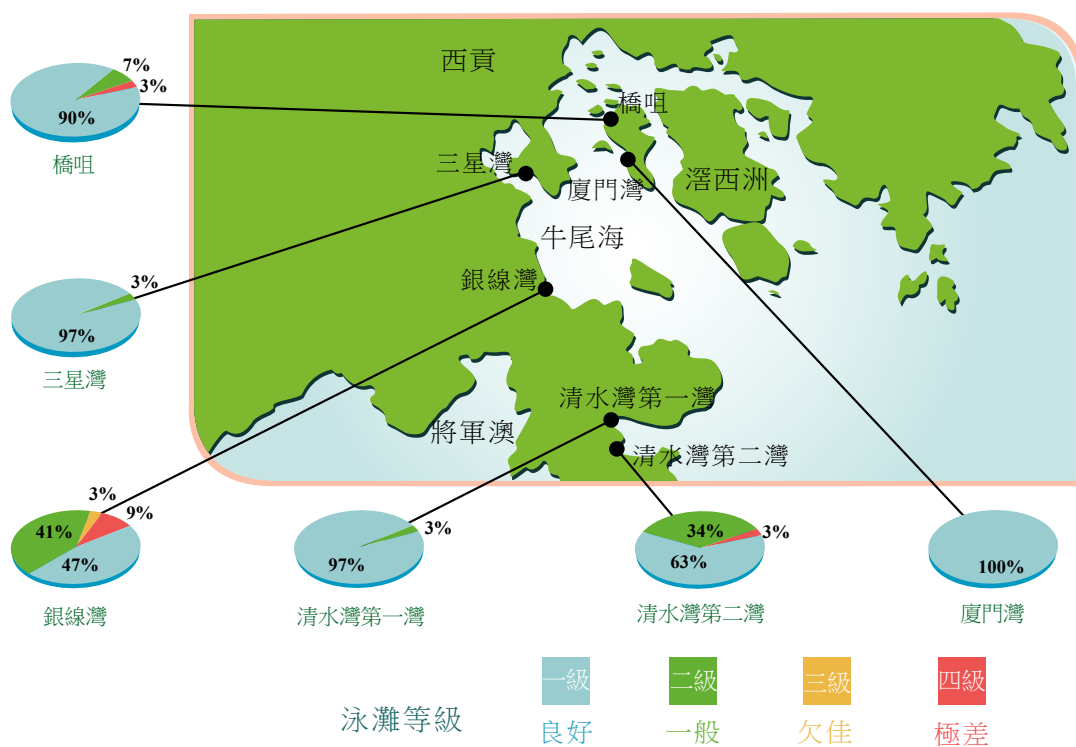 西貢
7%
3%
90%
橋咀
橋咀
三星灣
滘西洲
廈門灣
牛尾海
3%
97%
三星灣
銀線灣
清水灣第一灣
將軍澳
清水灣第二灣
3%
9%
41%
47%
銀線灣
3%
97%
清水灣第一灣
34%
3%
63%
清水灣第二灣
100%
廈門灣
泳灘等級
一級
二級
三級
四級
良好
一般
欠佳
極差